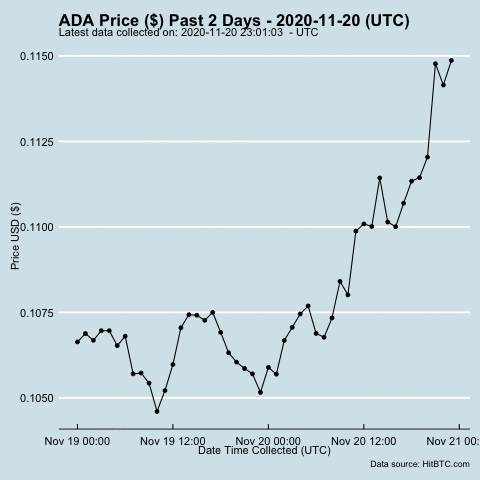 ADA Price ($) Past 2 Days - 2020-11-20 (UTC)
Latest data collected on: 2020-11-20 23:01:03 - UTC
0.1150
0.1125
0.1100
0.1075
0.1050
Price USD ($)
Nov 19 00:00 Nov 19 12:00 Nov 20 00:00 Nov 20 12:00 Nov 21 00:
Date Time Collected (UTC)
Data source: HitBTC.com